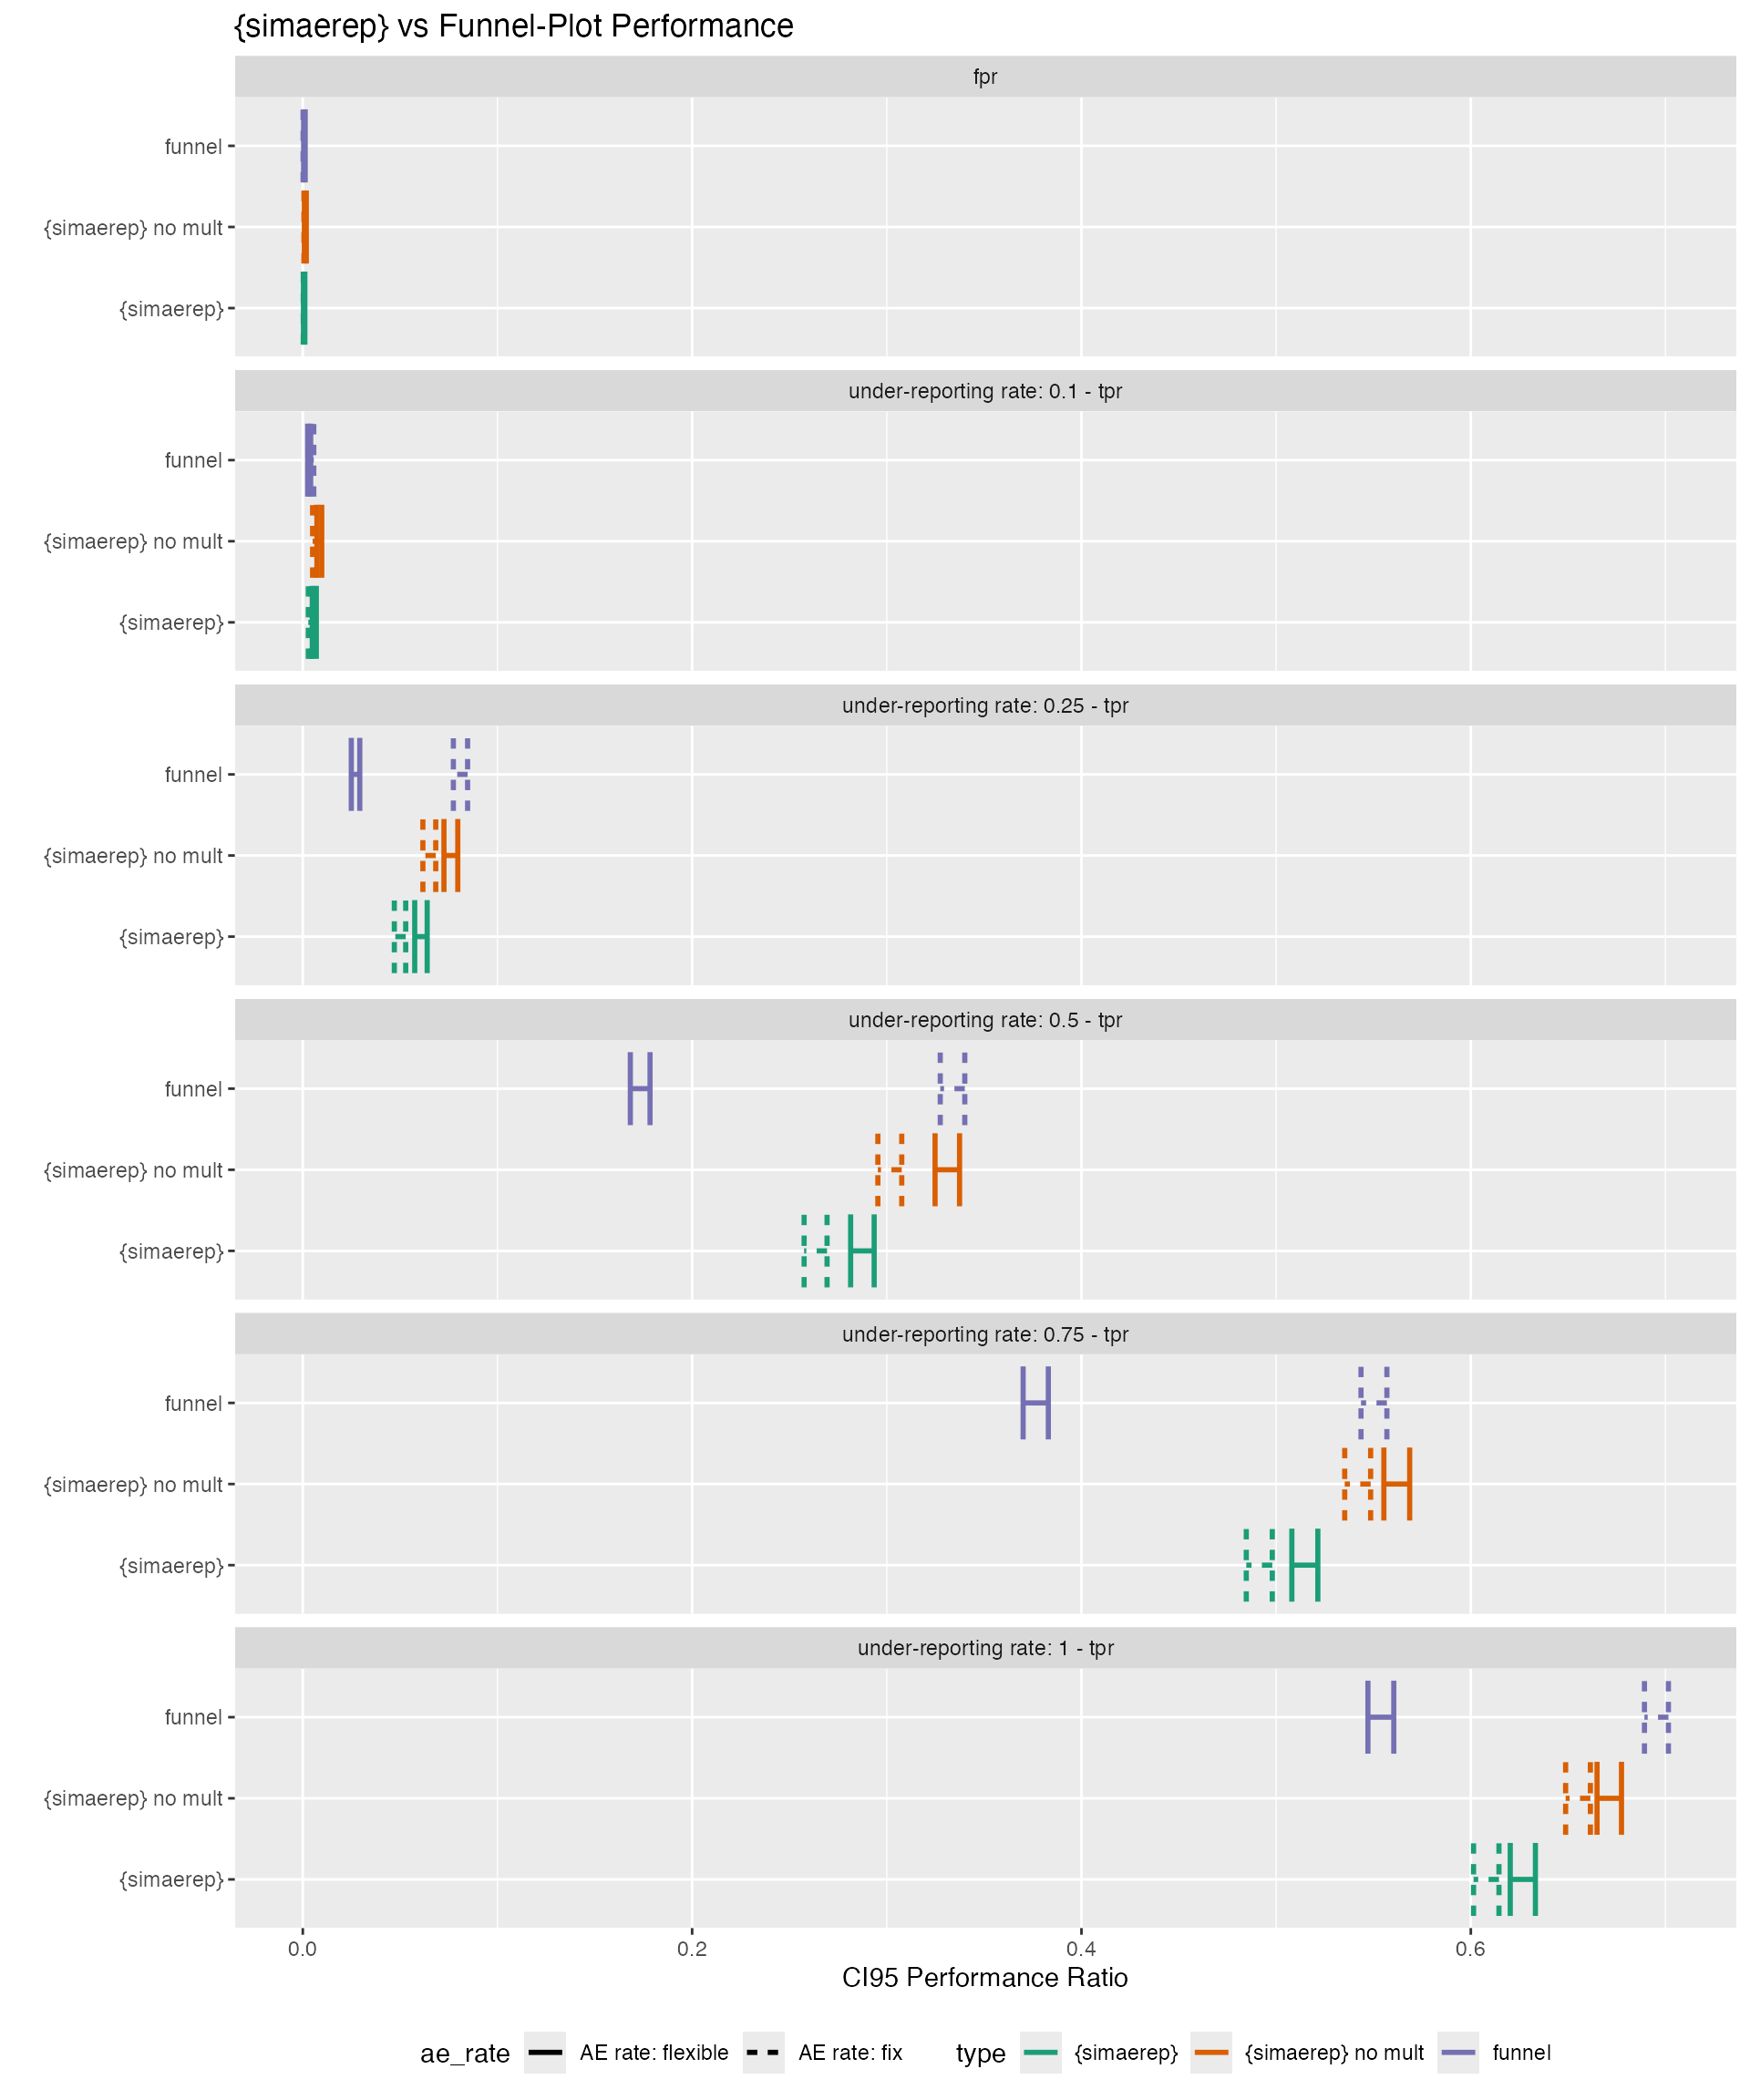 {simaerep} vs Funnel-Plot Performance
fpr
funnel
{simaerep} no mult
{simaerep}
under-reporting rate: 0.1 - tpr
funnel
{simaerep} no mult
{simaerep}
under-reporting rate: 0.25 - tpr
funnel
{simaerep} no mult
{simaerep}
under-reporting rate: 0.5 - tpr
funnel
{simaerep} no mult
{simaerep}
under-reporting rate: 0.75 - tpr
funnel
{simaerep} no mult
{simaerep}
under-reporting rate: 1 - tpr
funnel
{simaerep} no mult
{simaerep}
0.0 0.2 0.4 0.6
CI95 Performance Ratio
ae_rate AE rate: flexible AE rate: fix type {simaerep} {simaerep} no mult funnel